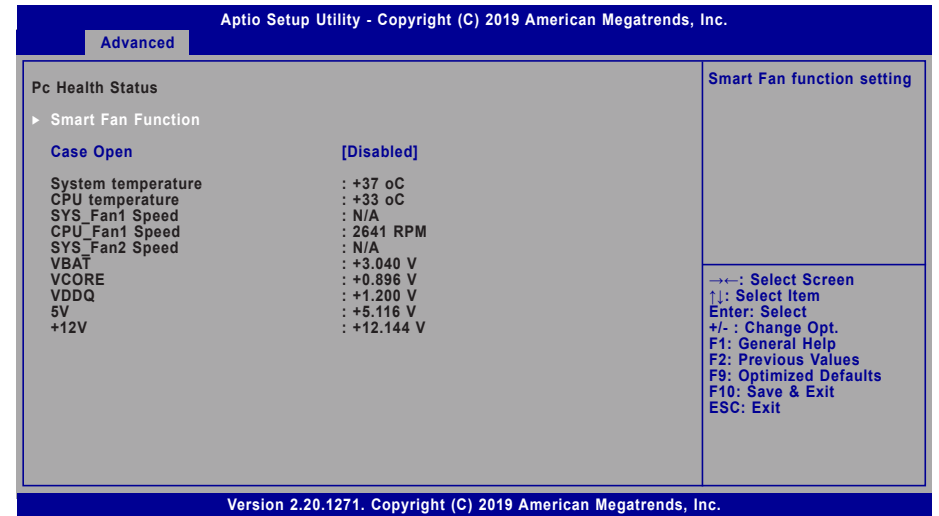 Aptio Setup Utility - Copyright (C) 2019 American Megatrends, Inc.
Advanced
Pc Health Status
▶ Smart Fan Function
Case Open [Disabled]
System temperature : +37 oC
CPU temperature : +33 oC
SYS_Fan1 Speed : N/A
CPU_Fan1 Speed : 2641 RPM
SYS_Fan2 Speed : N/A
VBAT : +3.040 V
VCORE : +0.896 V
VDDQ : +1.200 V
5V : +5.116 V
+12V : +12.144 V
Smart Fan function setting
→←: Select Screen
↑↓: Select Item
Enter: Select
+/- : Change Opt.
F1: General Help
F2: Previous Values
F9: Optimized Defaults
F10: Save & Exit
ESC: Exit
Version 2.20.1271. Copyright (C) 2019 American Megatrends, Inc.